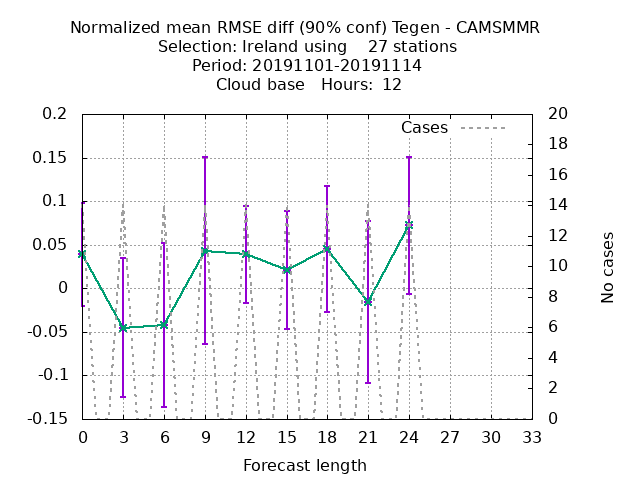 Normalized mean RMSE diff (90% conf) Tegen - CAMSMMR
Selection: Ireland using 27 stations
Period: 20191101-20191114
Cloud base Hours: 12
Cases
0.2
0.15
0.1
0.05
0
-0.05
-0.1
-0.15
20
18
16
14
12
10
8
6
4
2
0
No cases
0 3 6 9 12 15 18 21 24 27 30 33
Forecast length